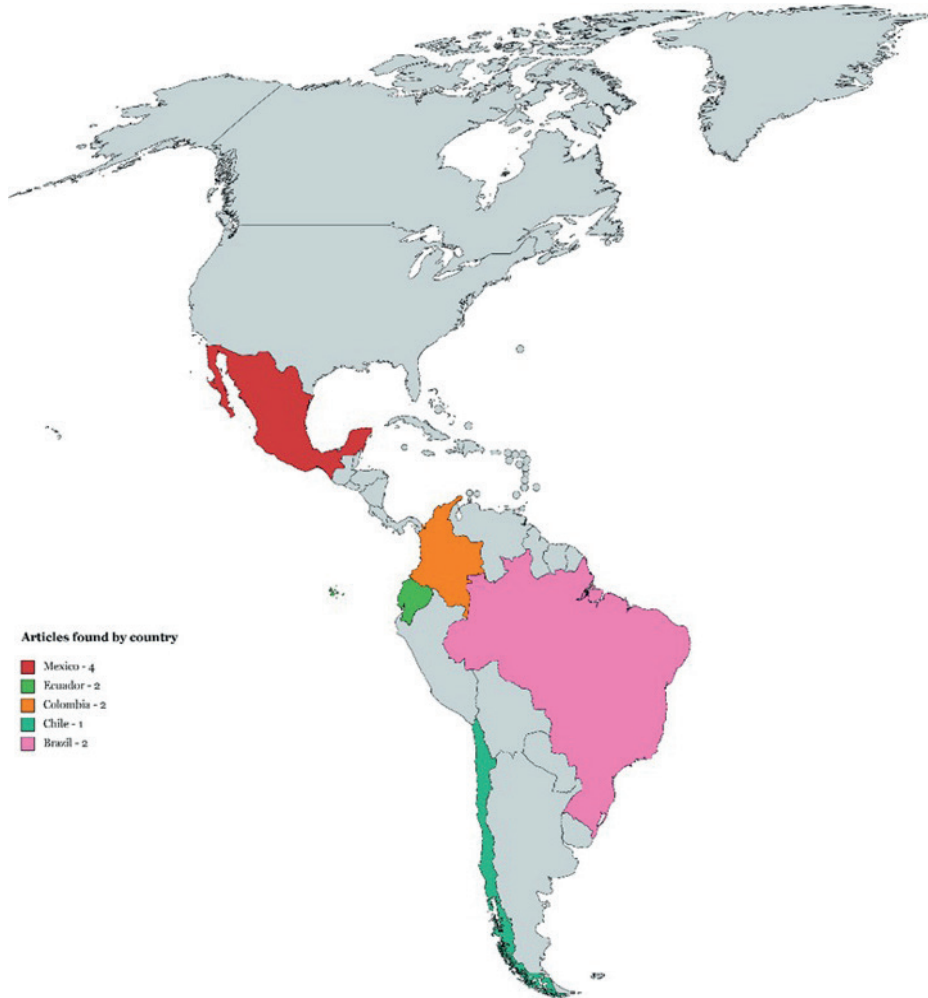 Articles found by country
Mexico - 4
Ecuador - 2
Colombia - 2
Chile - 1
Brazil - 2